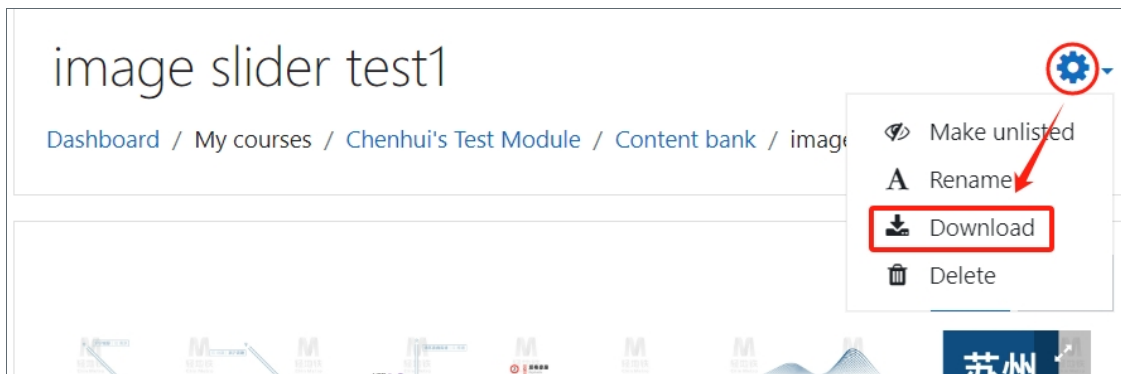 image slider test1
Dashboard / My courses / Chenhui's Test Module / Content bank / image
Make unlisted
Rename
Download
Delete
苏州